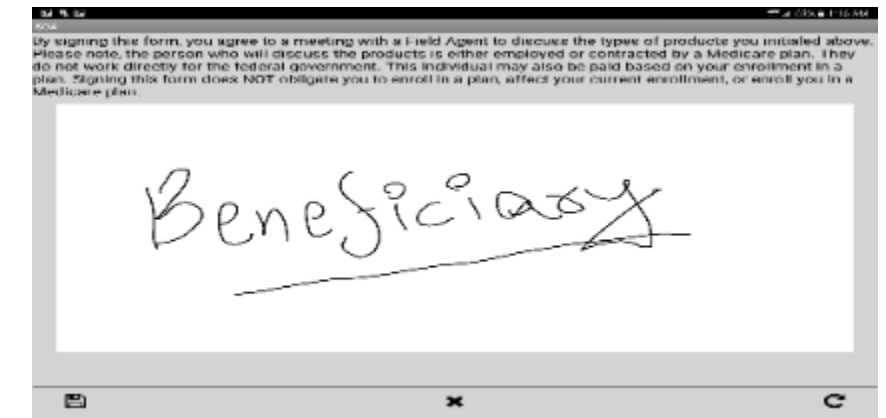 SOA
By signing this form, you agree to a meeting with a Field Agent to discuss the types of products you initialed above.
Please note, the person who will discuss the products is either employed or contracted by a Medicare plan. They
do not work directly for the federal government. This individual may also be paid based on your enrollment in a
plan. Signing this form does NOT obligate you to enroll in a plan, affect your current enrollment, or enroll you in a
Medicare plan.
Beneficiary